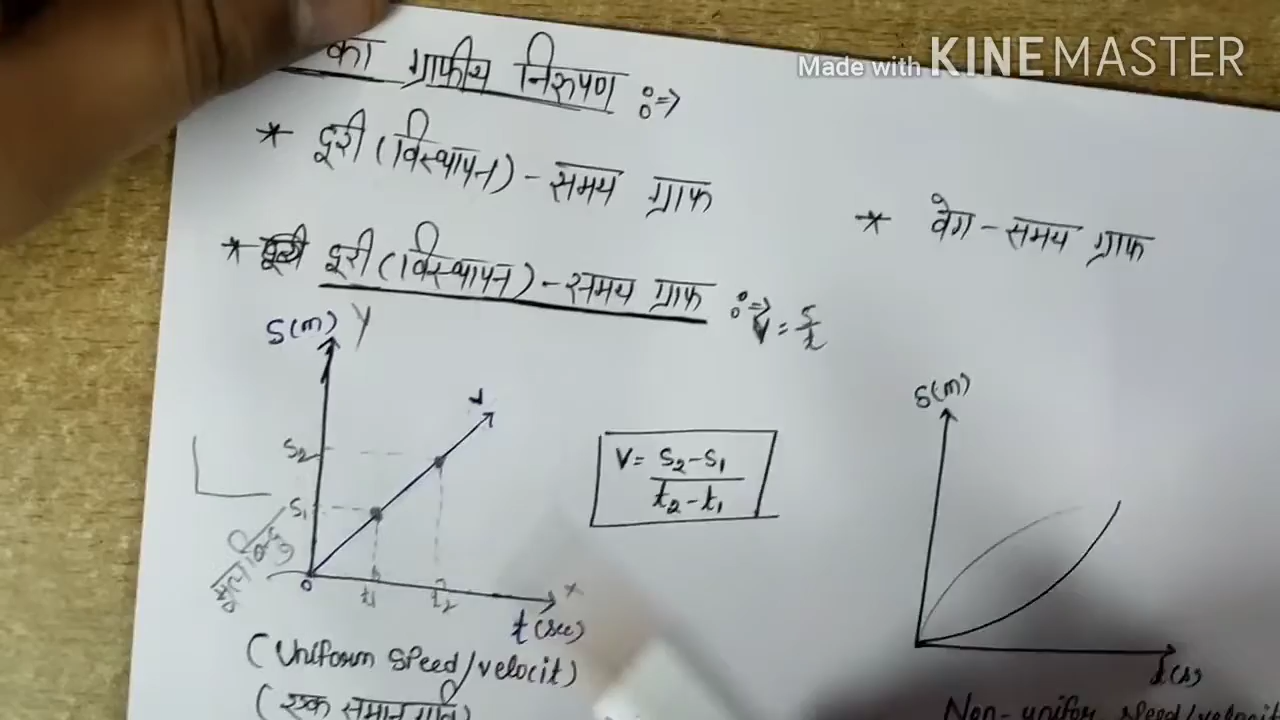 Made with KINEMASTER
का ग्राफीय निरुपण :⇒
* दूरी (विस्थापन) - समय ग्राफ
* वेग - समय ग्राफ
* दूरी (विस्थापन) - समय ग्राफ :⇒
V = s/t
S(m) Y
S2
S1
मूल बिन्दु
0
t1 t2
x
t(sec)
V = (S2 - S1)/(t2 - t1)
S(m)
t(s)
(Uniform speed/velocit)
(एक समान गति)
Non-unifor speed/velocit